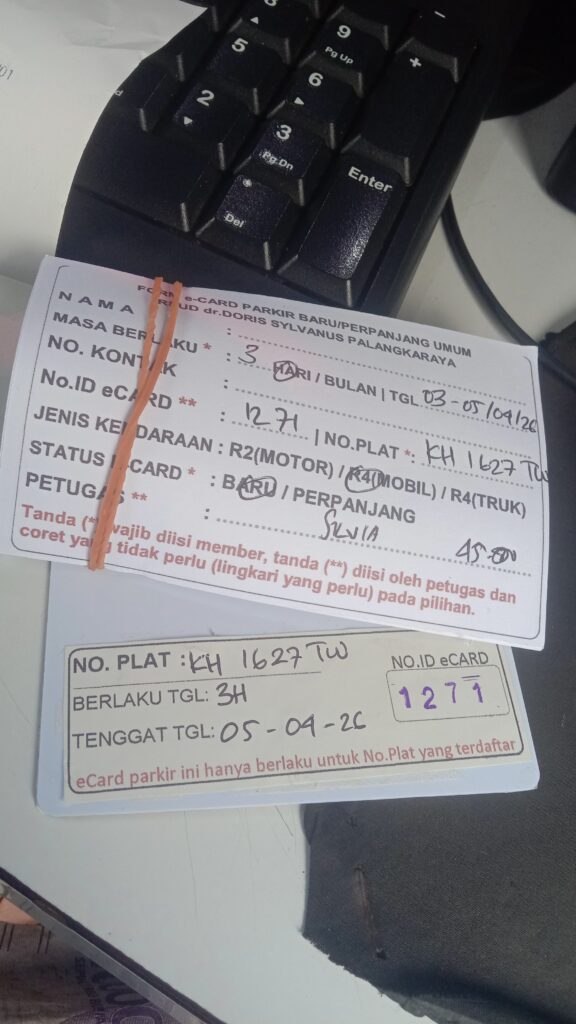 8
9
Pg Up
-
+
5
6
2
3
Pg Dn
Enter
Del
FORM e-CARD PARKIR BARU/PERPANJANG UMUM
RSUD dr.DORIS SYLVANUS PALANGKARAYA
NAMA :
MASA BERLAKU * : 3 HARI / BULAN | TGL 03-05/04/26
NO. KONTAK :
No.ID eCARD ** : 1271 | NO.PLAT *: KH 1627 TW
JENIS KENDARAAN : R2(MOTOR) / R4(MOBIL) / R4(TRUK)
STATUS e-CARD * : BARU / PERPANJANG
PETUGAS ** : SILVIA
Tanda (*) wajib diisi member, tanda (**) diisi oleh petugas dan
coret yang tidak perlu (lingkari yang perlu) pada pilihan.
NO. PLAT : KH 1627 TW
NO.ID eCARD
1271
BERLAKU TGL: 3H
TENGGAT TGL: 05-04-26
eCard parkir ini hanya berlaku untuk No.Plat yang terdaftar